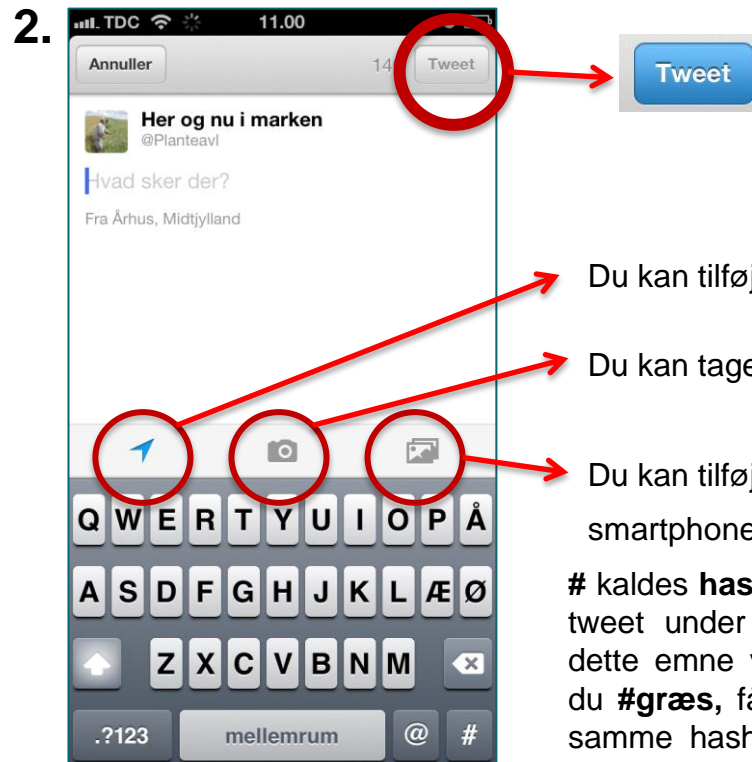 2.
TDC 11.00
Annuller 14 Tweet
Tweet
Her og nu i marken
@Planteavl
Hvad sker der?
Fra Århus, Midtjylland
Du kan tilføj
Du kan tage
Du kan tilføj
smartphone
# kaldes has
tweet under
dette emne v
du #græs, få
samme hash
Q W E R T Y U I O P Å
A S D F G H J K L Æ Ø
Z X C V B N M
.?123 mellemrum @ #